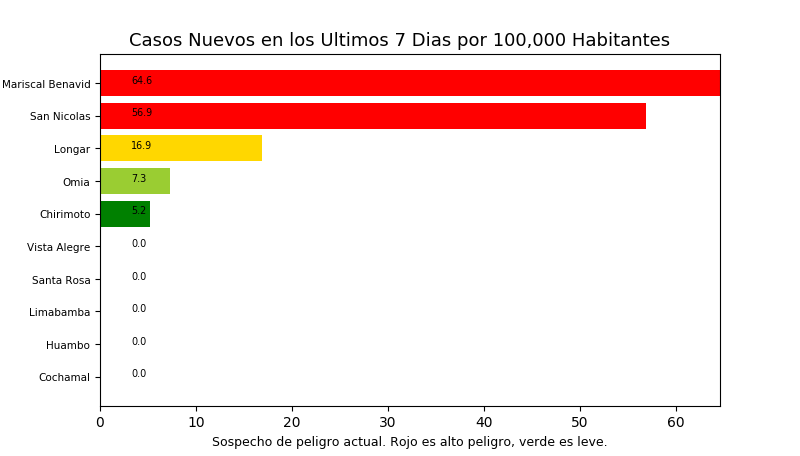 Casos Nuevos en los Ultimos 7 Dias por 100,000 Habitantes
Mariscal Benavid 64.6
San Nicolas 56.9
Longar 16.9
Omia 7.3
Chirimoto 5.2
Vista Alegre 0.0
Santa Rosa 0.0
Limabamba 0.0
Huambo 0.0
Cochamal 0.0
0 10 20 30 40 50 60
Sospecho de peligro actual. Rojo es alto peligro, verde es leve.